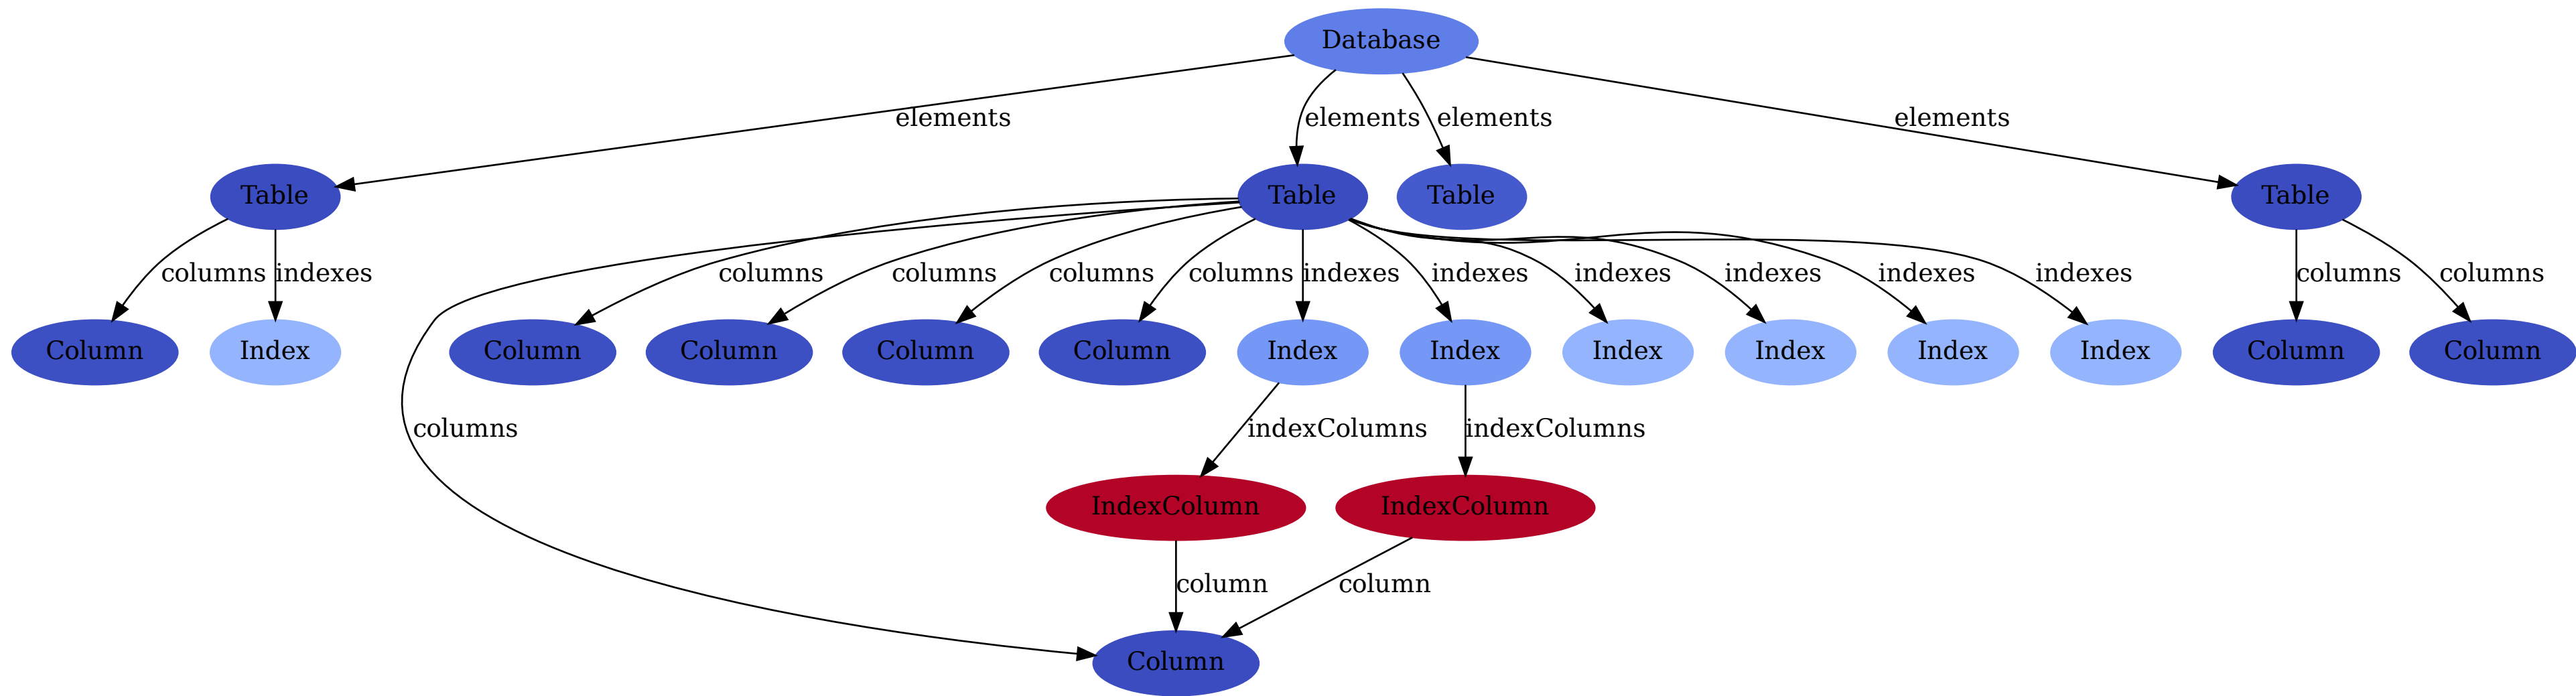 Database
elements elements elements elements
Table Table Table Table
columns indexes columns columns columns columns indexes indexes indexes indexes indexes indexes columns columns
Column Index Column Column Column Column Index Index Index Index Index Index Column Column
columns indexColumns indexColumns
IndexColumn IndexColumn
column column
Column